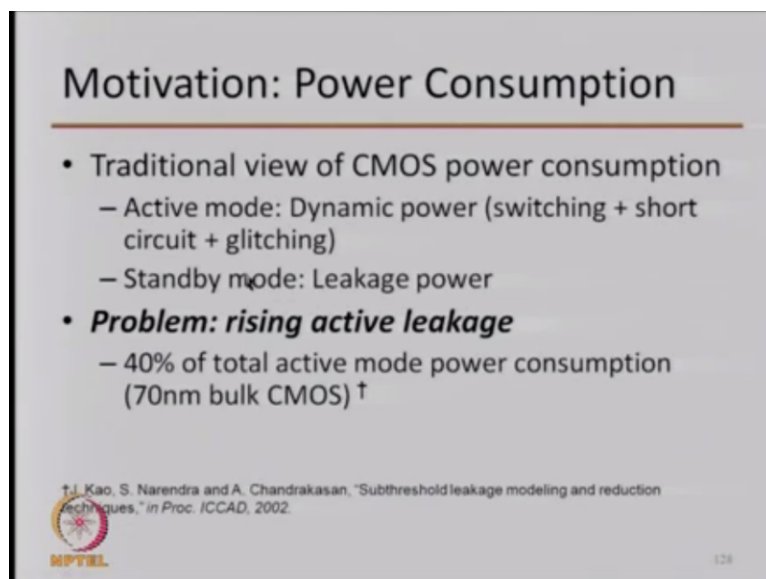 Motivation: Power Consumption
• Traditional view of CMOS power consumption
– Active mode: Dynamic power (switching + short
circuit + glitching)
– Standby mode: Leakage power
• Problem: rising active leakage
– 40% of total active mode power consumption
(70nm bulk CMOS) †
†J. Kao, S. Narendra and A. Chandrakasan, "Subthreshold leakage modeling and reduction
techniques," in Proc. ICCAD, 2002.
NPTEL